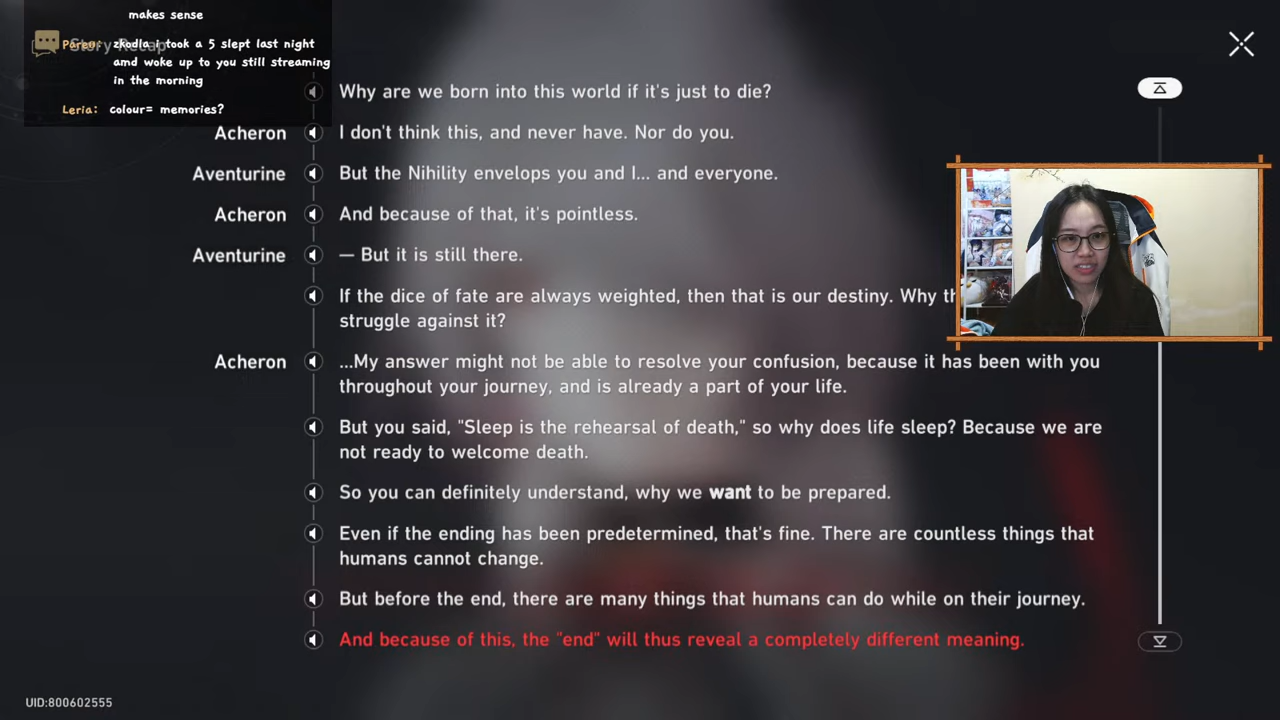 makes sense
Paren: zkodla i took a 5 slept last night
amd woke up to you still streaming
in the morning
Leria: colour= memories?
Story Recap
Why are we born into this world if it's just to die?
Acheron I don't think this, and never have. Nor do you.
Aventurine But the Nihility envelops you and I... and everyone.
Acheron And because of that, it's pointless.
Aventurine — But it is still there.
If the dice of fate are always weighted, then that is our destiny. Why
struggle against it?
Acheron ...My answer might not be able to resolve your confusion, because it has been with you
throughout your journey, and is already a part of your life.
But you said, "Sleep is the rehearsal of death," so why does life sleep? Because we are
not ready to welcome death.
So you can definitely understand, why we want to be prepared.
Even if the ending has been predetermined, that's fine. There are countless things that
humans cannot change.
But before the end, there are many things that humans can do while on their journey.
And because of this, the "end" will thus reveal a completely different meaning.
UID:800602555